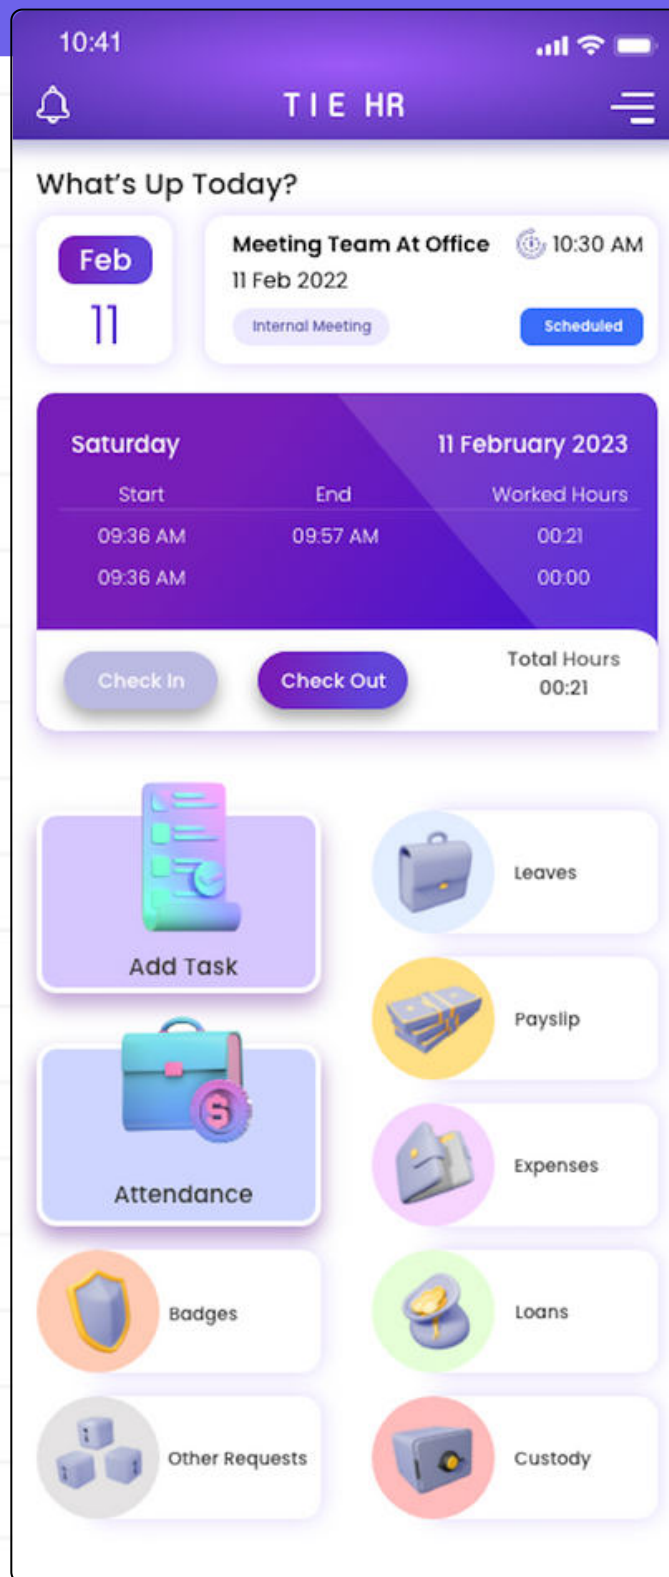 10:41
TIE HR
What's Up Today?
Feb
11
Meeting Team At Office 10:30 AM
11 Feb 2022
Internal Meeting Scheduled
Saturday 11 February 2023
Start End Worked Hours
09:36 AM 09:57 AM 00:21
09:36 AM 00:00
Check In Check Out Total Hours
00:21
Add Task
Leaves
Payslip
Attendance
Expenses
Badges
Loans
Other Requests
Custody